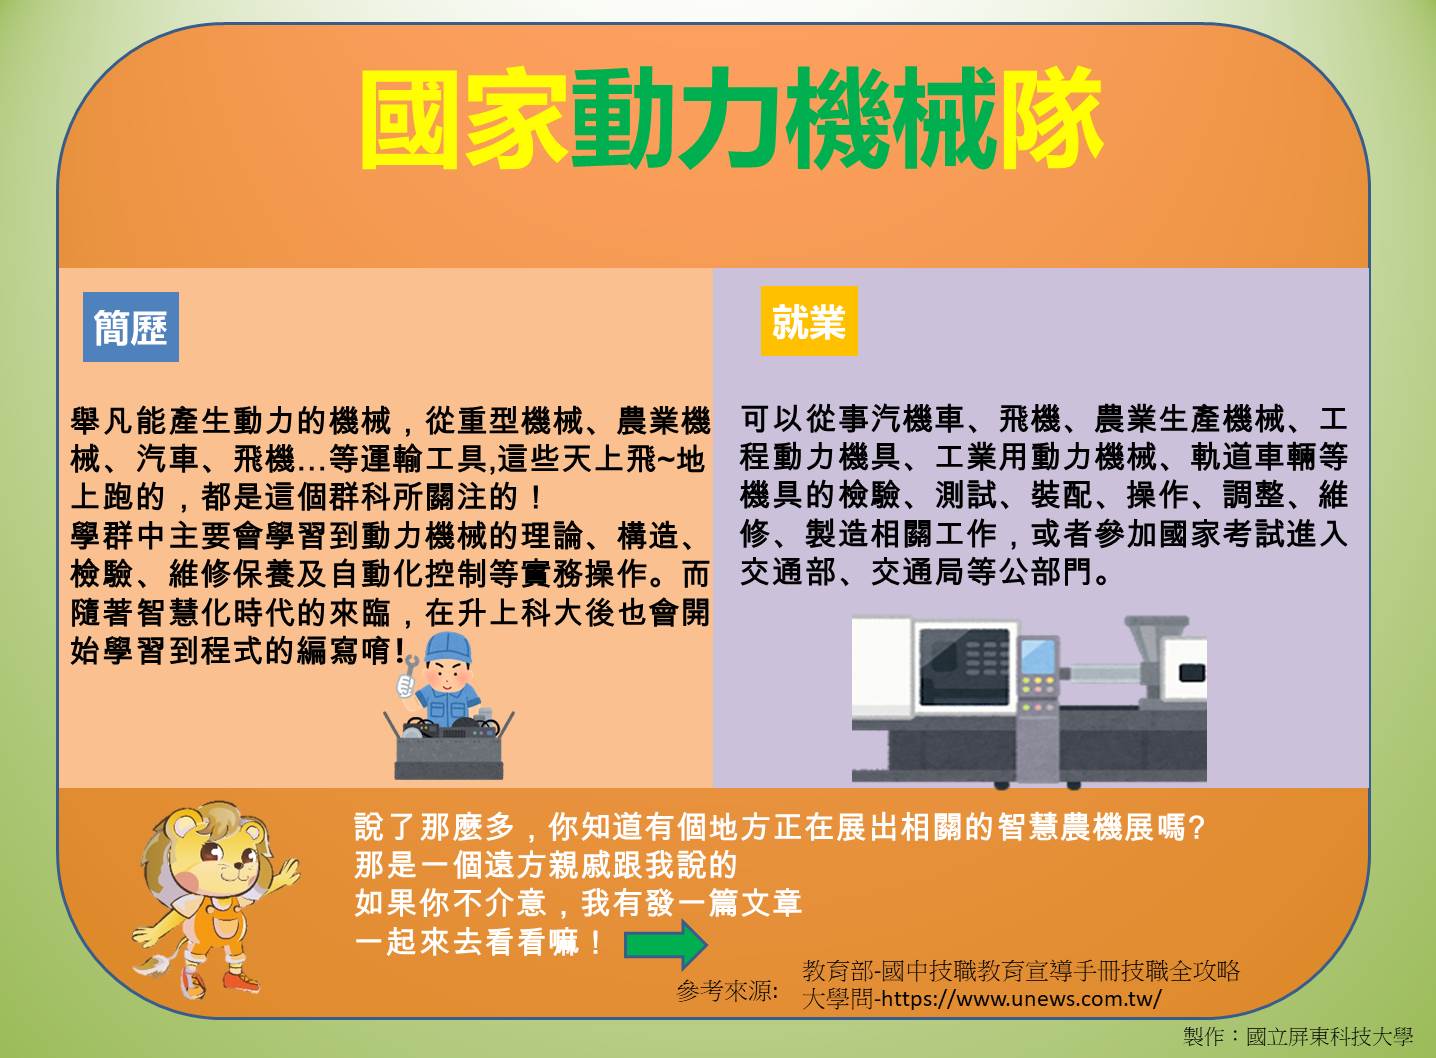 國家動力機械隊
簡歷
舉凡能產生動力的機械，從重型機械、農業機
械、汽車、飛機...等運輸工具,這些天上飛~地
上跑的，都是這個群科所關注的！
學群中主要會學習到動力機械的理論、構造、
檢驗、維修保養及自動化控制等實務操作。而
隨著智慧化時代的來臨，在升上科大後也會開
始學習到程式的編寫唷!
就業
可以從事汽機車、飛機、農業生產機械、工
程動力機具、工業用動力機械、軌道車輛等
機具的檢驗、測試、裝配、操作、調整、維
修、製造相關工作，或者參加國家考試進入
交通部、交通局等公部門。
說了那麼多，你知道有個地方正在展出相關的智慧農機展嗎?
那是一個遠方親戚跟我說的
如果你不介意，我有發一篇文章
一起來去看看嘛！
參考來源:
教育部-國中技職教育宣導手冊技職全攻略
大學問-https://www.unews.com.tw/
製作：國立屏東科技大學